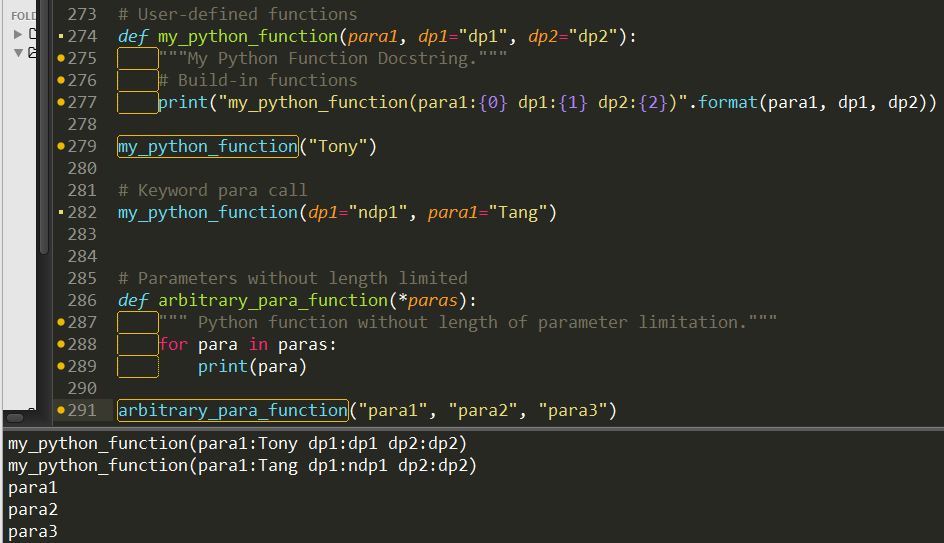 FOLD
273 # User-defined functions
274 def my_python_function(para1, dp1="dp1", dp2="dp2"):
275 """My Python Function Docstring."""
276 # Build-in functions
277 print("my_python_function(para1:{0} dp1:{1} dp2:{2})".format(para1, dp1, dp2))
278
279 my_python_function("Tony")
280
281 # Keyword para call
282 my_python_function(dp1="ndp1", para1="Tang")
283
284
285 # Parameters without length limited
286 def arbitrary_para_function(*paras):
287 """ Python function without length of parameter limitation."""
288 for para in paras:
289 print(para)
290
291 arbitrary_para_function("para1", "para2", "para3")
my_python_function(para1:Tony dp1:dp1 dp2:dp2)
my_python_function(para1:Tang dp1:ndp1 dp2:dp2)
para1
para2
para3